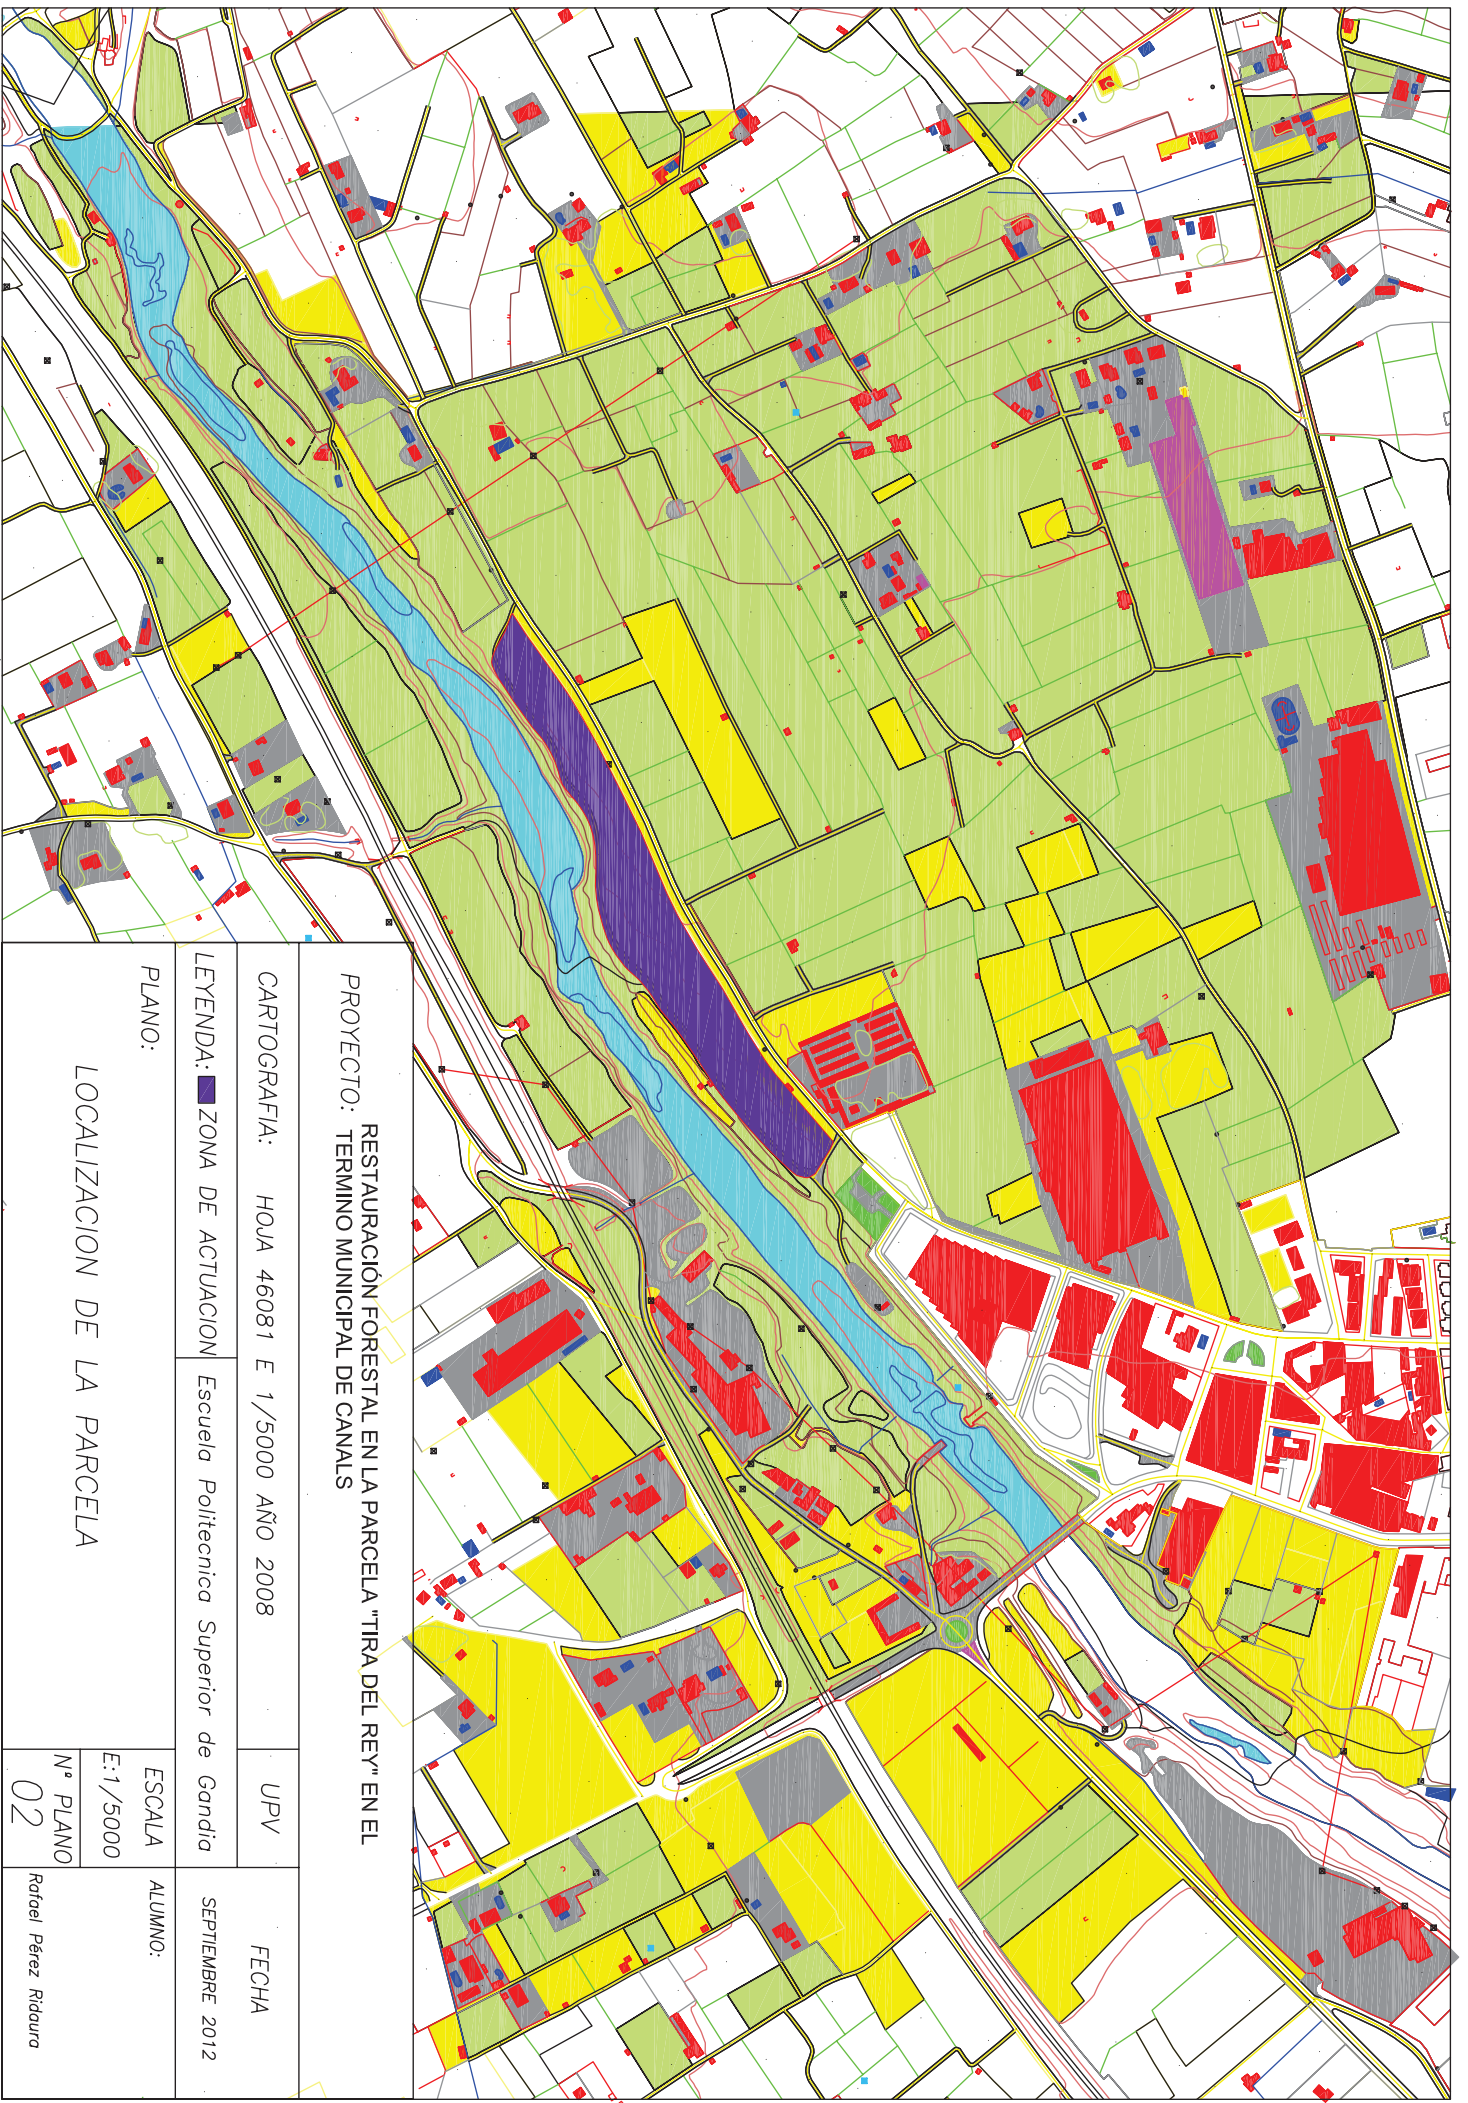 PROYECTO:
RESTAURACIÓN FORESTAL EN LA PARCELA "TIRA DEL REY" EN EL
TERMINO MUNICIPAL DE CANALS
CARTOGRAFIA: HOJA 46081 E 1/5000 AÑO 2008
UPV
FECHA
LEYENDA: ZONA DE ACTUACION
Escuela Politecnica Superior de Gandia
SEPTIEMBRE 2012
PLANO:
LOCALIZACION DE LA PARCELA
ESCALA
E:1/5000
Nº PLANO
02
ALUMNO:
Rafael Pérez Ridaura